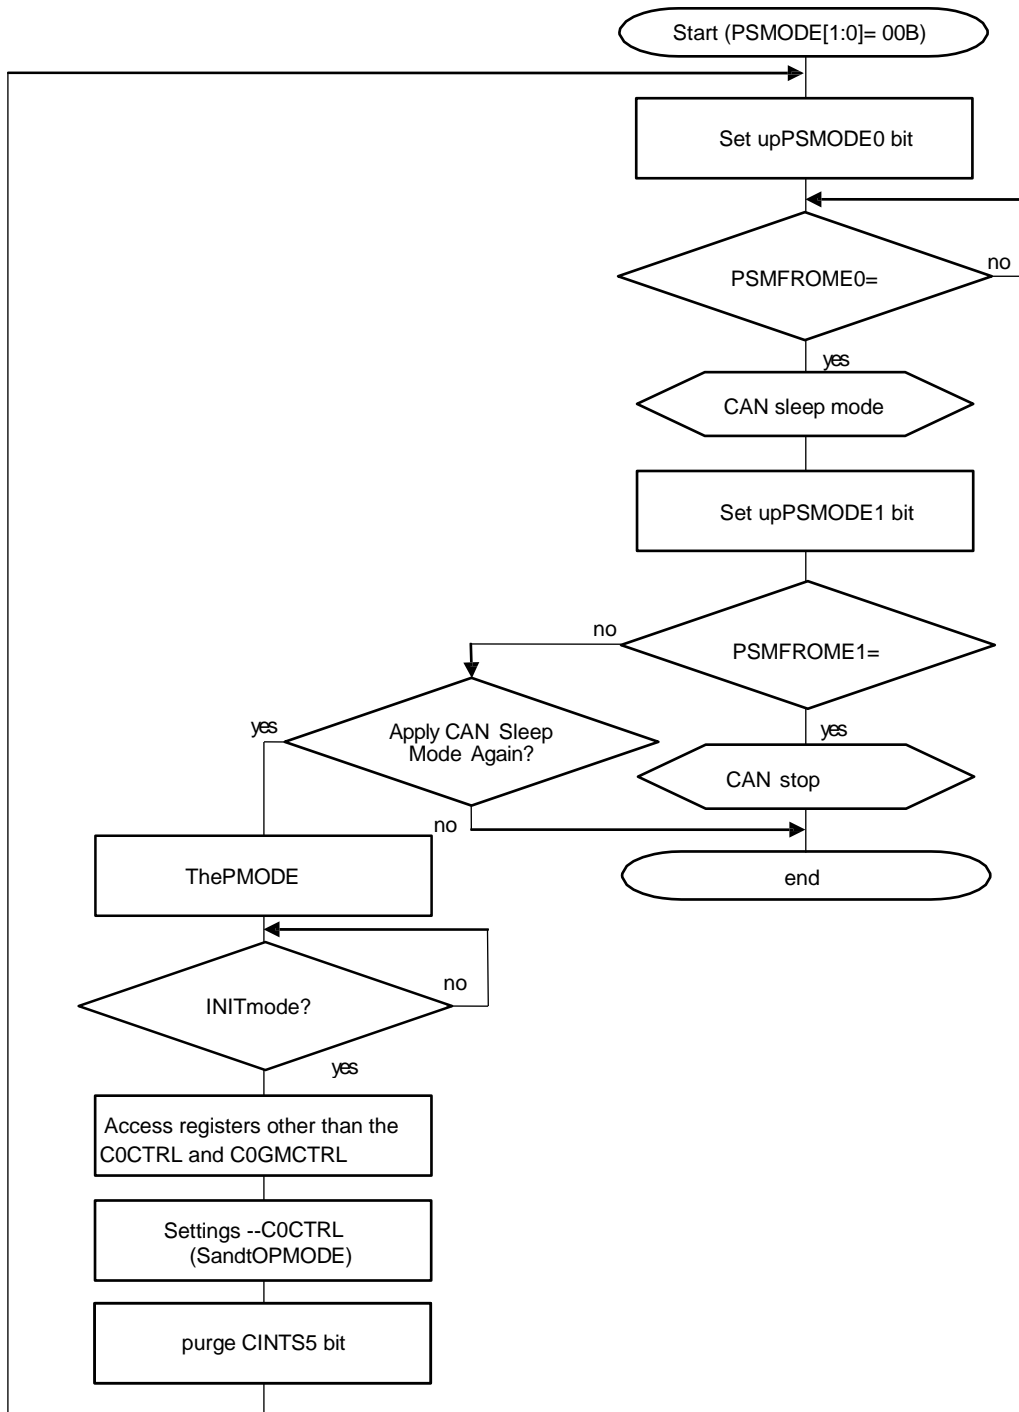 Start (PSMODE[1:0]= 00B)
Set upPSMODE0 bit
PSMFROME0=
no
yes
CAN sleep mode
Set upPSMODE1 bit
no
PSMFROME1=
yes
Apply CAN Sleep
Mode Again?
yes
CAN stop
no
ThePMODE
end
no
INITmode?
yes
Access registers other than the
C0CTRL and C0GMCTRL
Settings --C0CTRL
(SandtOPMODE)
purge CINTS5 bit